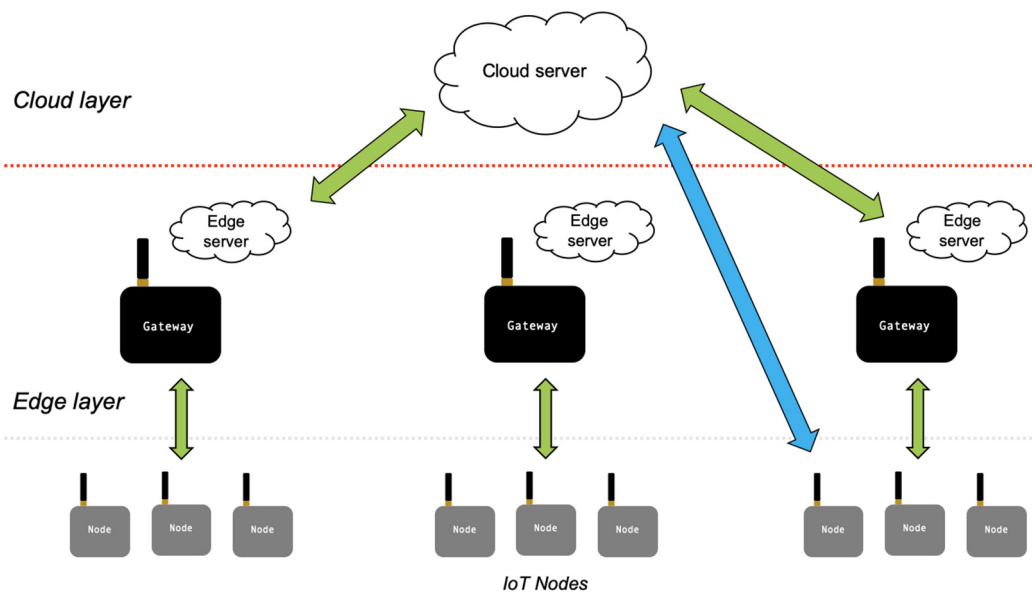 Cloud server
Cloud layer
Edge
server
Edge
server
Edge
server
Gateway
Gateway
Gateway
Edge layer
Node
Node
Node
Node
Node
Node
Node
Node
Node
IoT Nodes